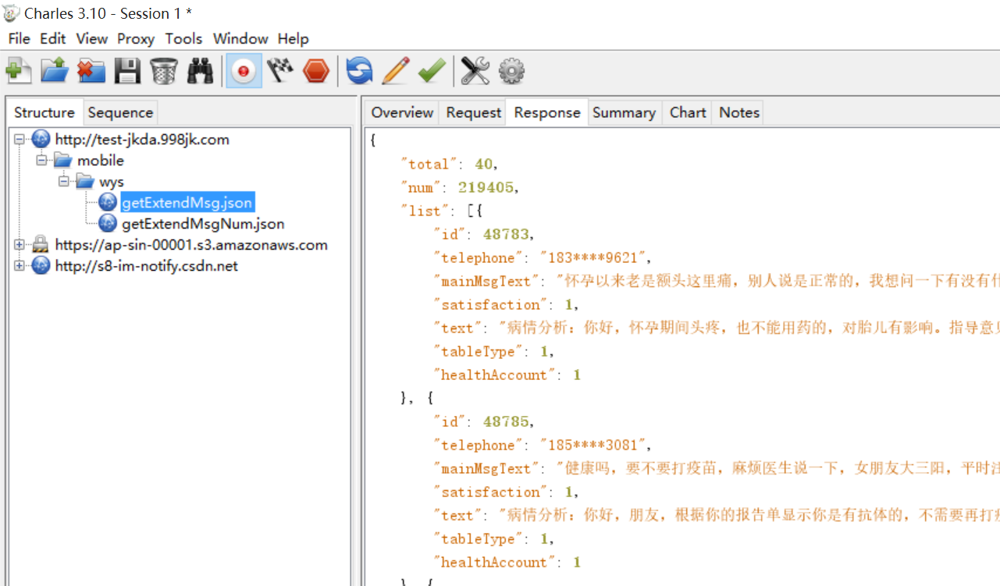 Charles 3.10 - Session 1 *
File Edit View Proxy Tools Window Help
Structure Sequence
Overview Request Response Summary Chart Notes
http://test-jkda.998jk.com
mobile
wys
getExtendMsg.json
getExtendMsgNum.json
https://ap-sin-00001.s3.amazonaws.com
http://s8-im-notify.csdn.net
{
"total": 40,
"num": 219405,
"list": [{
"id": 48783,
"telephone": "183****9621",
"mainMsgText": "怀孕以来老是额头这里痛，别人说是正常的，我想问一下有没有什
"satisfaction": 1,
"text": "病情分析：你好，怀孕期间头疼，也不能用药的，对胎儿有影响。指导意见
"tableType": 1,
"healthAccount": 1
}, {
"id": 48785,
"telephone": "185****3081",
"mainMsgText": "健康吗，要不要打疫苗，麻烦医生说一下，女朋友大三阳，平时注
"satisfaction": 1,
"text": "病情分析：你好，朋友，根据你的报告单显示你是有抗体的，不需要再打疫
"tableType": 1,
"healthAccount": 1
}, {